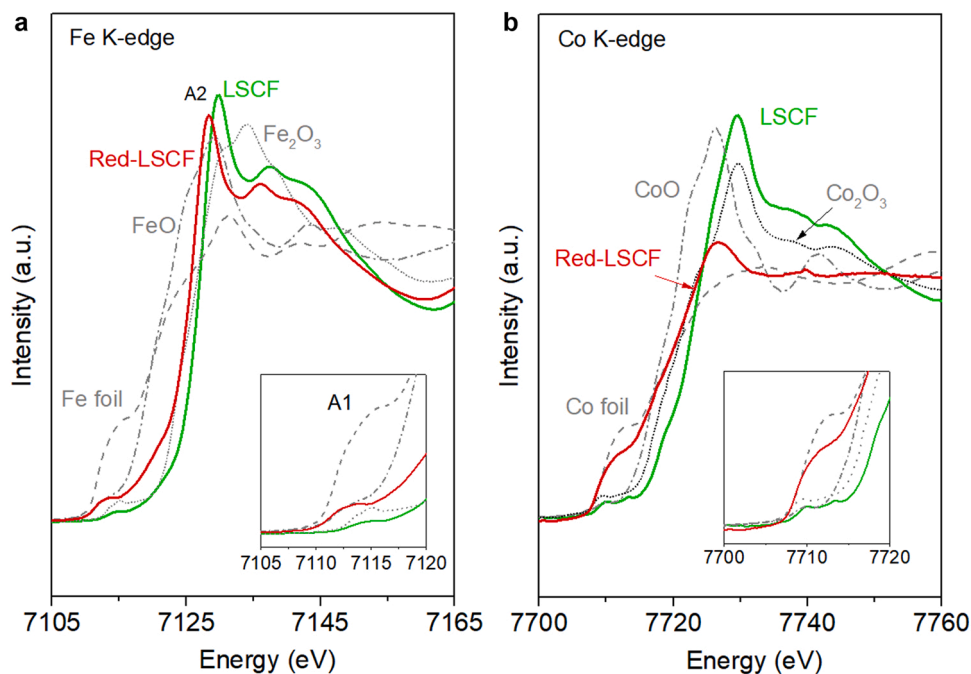 a
Fe K-edge
A2
LSCF
Fe₂O₃
Red-LSCF
FeO
Fe foil
A1
7105 7110 7115 7120
7105 7125 7145 7165
Energy (eV)
Intensity (a.u.)
b
Co K-edge
LSCF
CoO
Co₂O₃
Red-LSCF
Co foil
7700 7710 7720
7700 7720 7740 7760
Energy (eV)
Intensity (a.u.)